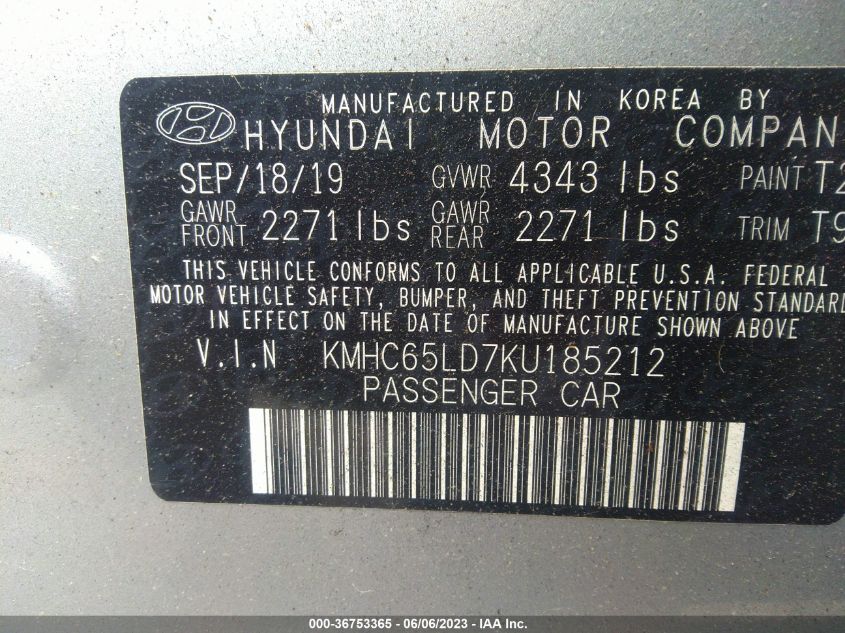 MANUFACTURED IN KOREA BY
HYUNDAI MOTOR COMPAN
SEP/18/19 GVWR 4343 lbs PAINT T2
GAWR FRONT 2271 lbs GAWR REAR 2271 lbs TRIM T9
THIS VEHICLE CONFORMS TO ALL APPLICABLE U.S.A. FEDERAL
MOTOR VEHICLE SAFETY, BUMPER, AND THEFT PREVENTION STANDARD
IN EFFECT ON THE DATE OF MANUFACTURE SHOWN ABOVE
V.I.N KMHC65LD7KU185212
PASSENGER CAR
000-36753365 - 06/06/2023 - IAA Inc.